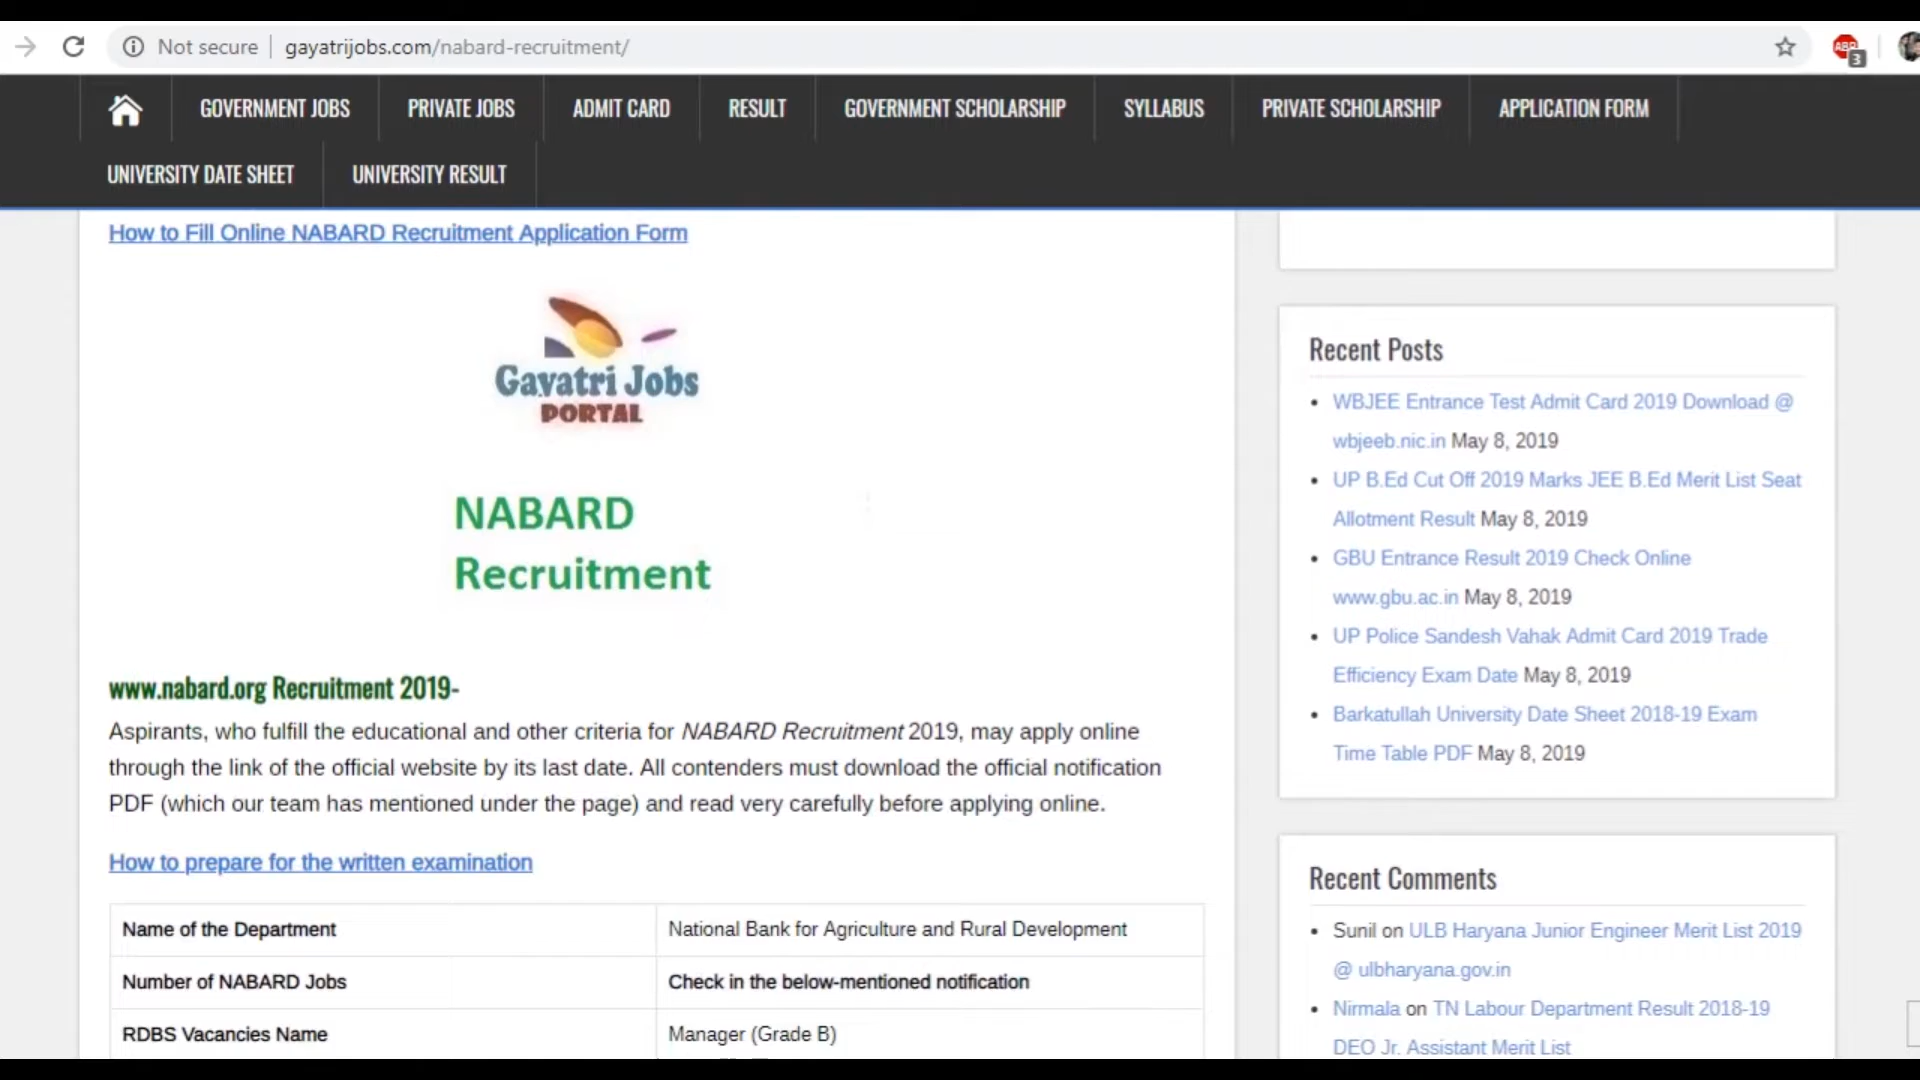 Not secure
gayatrijobs.com/nabard-recruitment/
ABP
3
GOVERNMENT JOBS
PRIVATE JOBS
ADMIT CARD
RESULT
GOVERNMENT SCHOLARSHIP
SYLLABUS
PRIVATE SCHOLARSHIP
APPLICATION FORM
UNIVERSITY DATE SHEET
UNIVERSITY RESULT
How to Fill Online NABARD Recruitment Application Form
Gayatri Jobs
PORTAL
NABARD
Recruitment
www.nabard.org Recruitment 2019-
Aspirants, who fulfill the educational and other criteria for NABARD Recruitment 2019, may apply online
through the link of the official website by its last date. All contenders must download the official notification
PDF (which our team has mentioned under the page) and read very carefully before applying online.
How to prepare for the written examination
Name of the Department
National Bank for Agriculture and Rural Development
Number of NABARD Jobs
Check in the below-mentioned notification
RDBS Vacancies Name
Manager (Grade B)
Recent Posts
WBJEE Entrance Test Admit Card 2019 Download @
wbjeeb.nic.in May 8, 2019
UP B.Ed Cut Off 2019 Marks JEE B.Ed Merit List Seat
Allotment Result May 8, 2019
GBU Entrance Result 2019 Check Online
www.gbu.ac.in May 8, 2019
UP Police Sandesh Vahak Admit Card 2019 Trade
Efficiency Exam Date May 8, 2019
Barkatullah University Date Sheet 2018-19 Exam
Time Table PDF May 8, 2019
Recent Comments
Sunil on ULB Haryana Junior Engineer Merit List 2019
@ ulbharyana.gov.in
Nirmala on TN Labour Department Result 2018-19
DEO Jr. Assistant Merit List